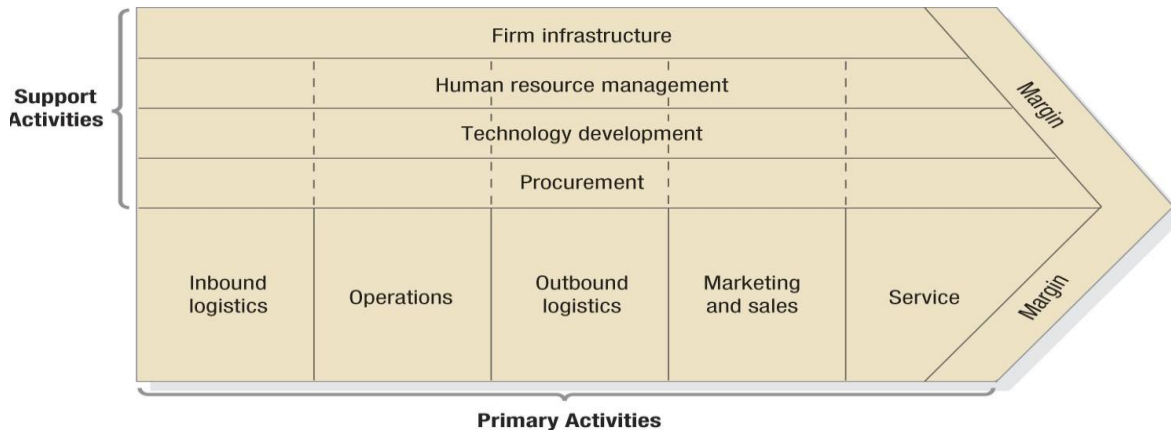 Firm infrastructure
Human resource management
Technology development
Procurement
Support
Activities
Margin
Inbound
logistics
Operations
Outbound
logistics
Marketing
and sales
Service
Margin
Primary Activities